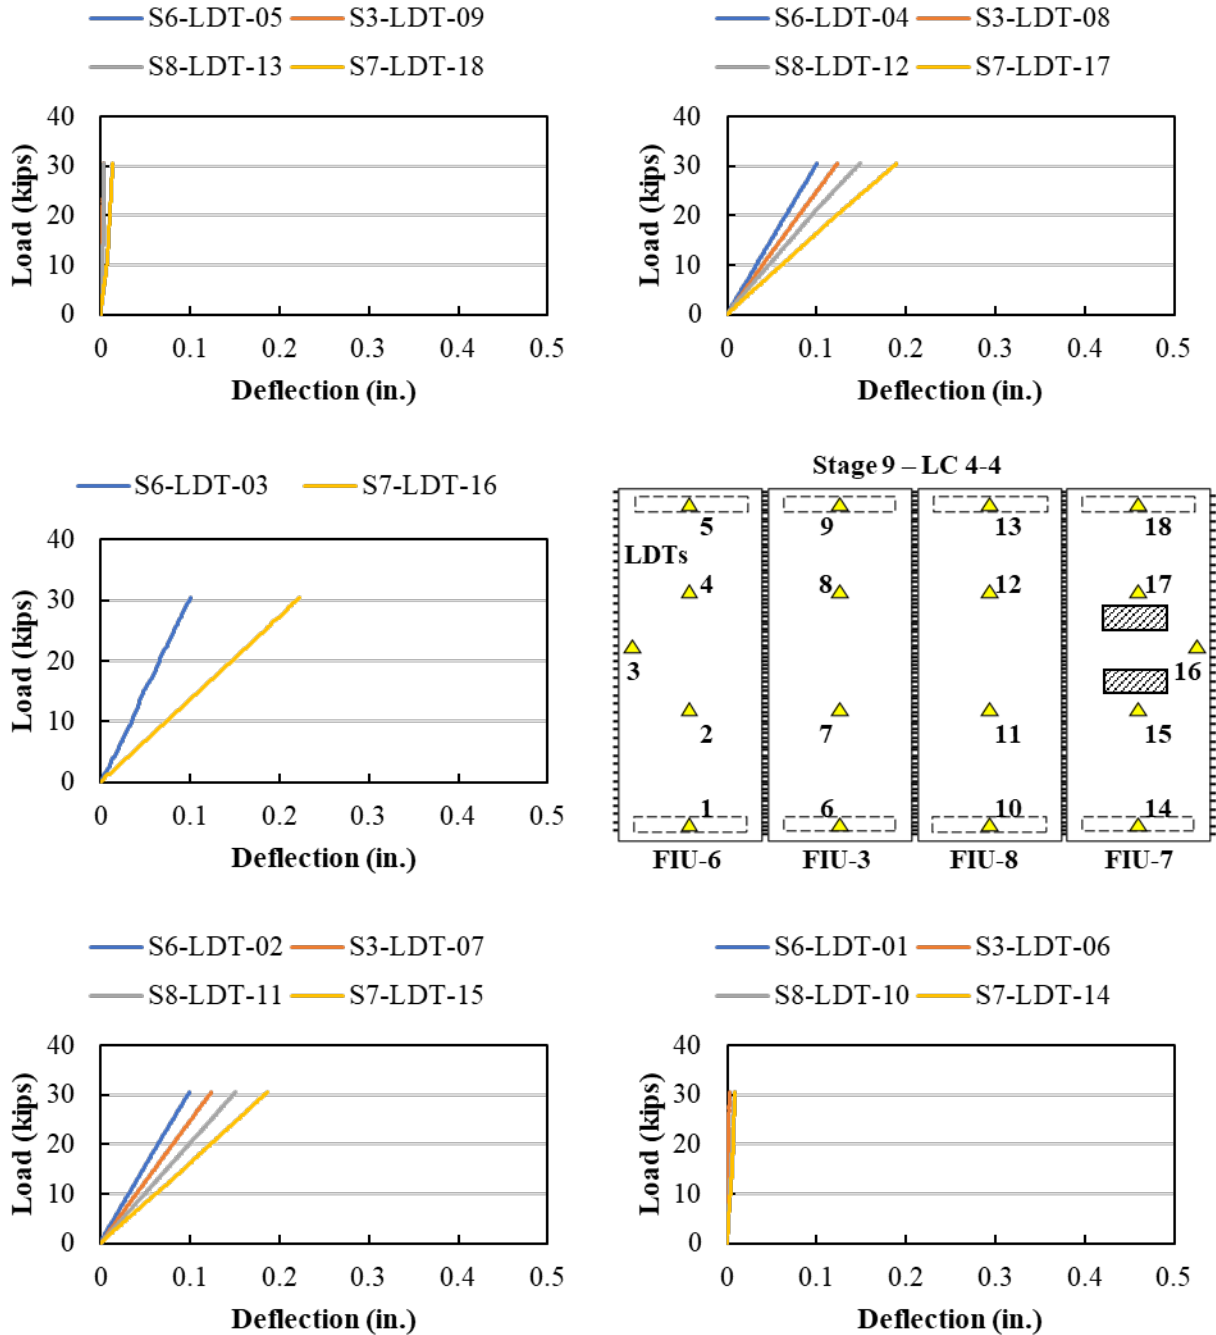 S6-LDT-05 S3-LDT-09
S8-LDT-13 S7-LDT-18
40
30
20
10
0
Load (kips)
0 0.1 0.2 0.3 0.4 0.5
Deflection (in.)
S6-LDT-04 S3-LDT-08
S8-LDT-12 S7-LDT-17
40
30
20
10
0
Load (kips)
0 0.1 0.2 0.3 0.4 0.5
Deflection (in.)
S6-LDT-03 S7-LDT-16
40
30
20
10
0
Load (kips)
0 0.1 0.2 0.3 0.4 0.5
Deflection (in.)
Stage 9 – LC 4-4
5 9 13 18
LDTs
4 8 12 17
3 16
2 7 11 15
1 6 10 14
FIU-6 FIU-3 FIU-8 FIU-7
S6-LDT-02 S3-LDT-07
S8-LDT-11 S7-LDT-15
40
30
20
10
0
Load (kips)
0 0.1 0.2 0.3 0.4 0.5
Deflection (in.)
S6-LDT-01 S3-LDT-06
S8-LDT-10 S7-LDT-14
40
30
20
10
0
Load (kips)
0 0.1 0.2 0.3 0.4 0.5
Deflection (in.)